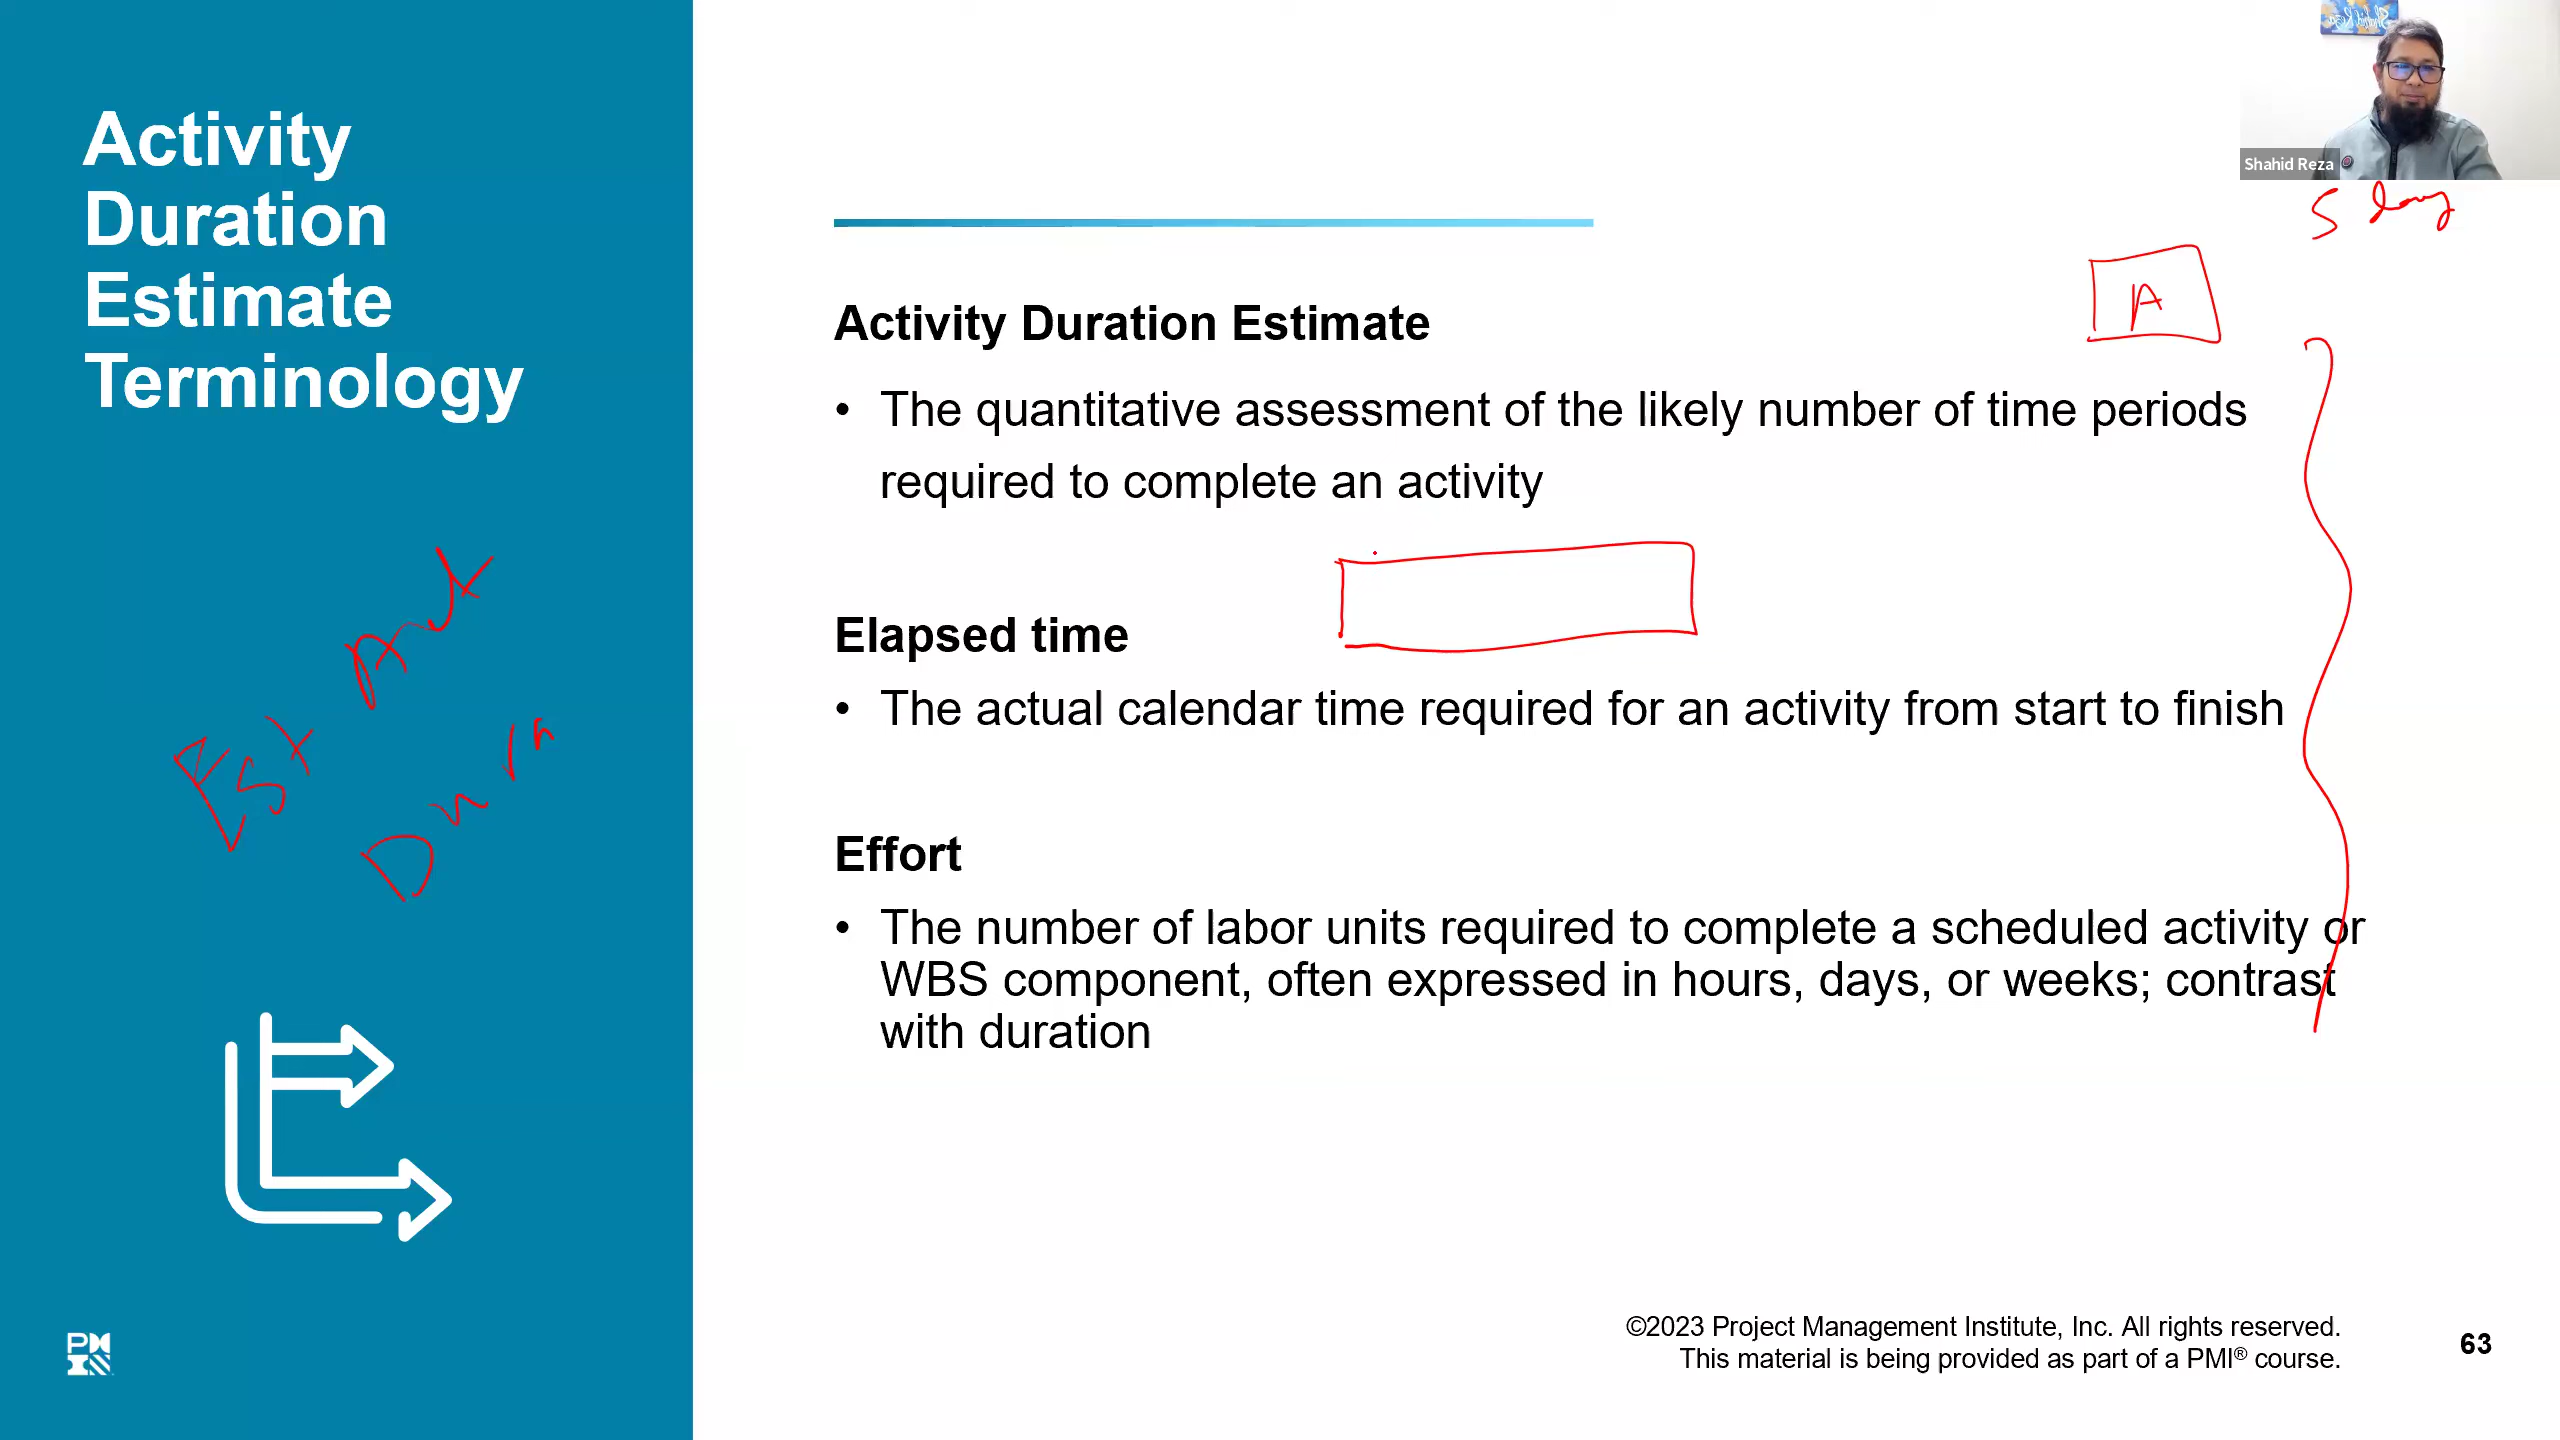 Activity
Duration
Estimate
Terminology
Shahid Reza
5 day
A
Activity Duration Estimate
• The quantitative assessment of the likely number of time periods
required to complete an activity
Elapsed time
• The actual calendar time required for an activity from start to finish
Effort
• The number of labor units required to complete a scheduled activity or
WBS component, often expressed in hours, days, or weeks; contrast
with duration
Est Act
©2023 Project Management Institute, Inc. All rights reserved.
This material is being provided as part of a PMI® course.
63